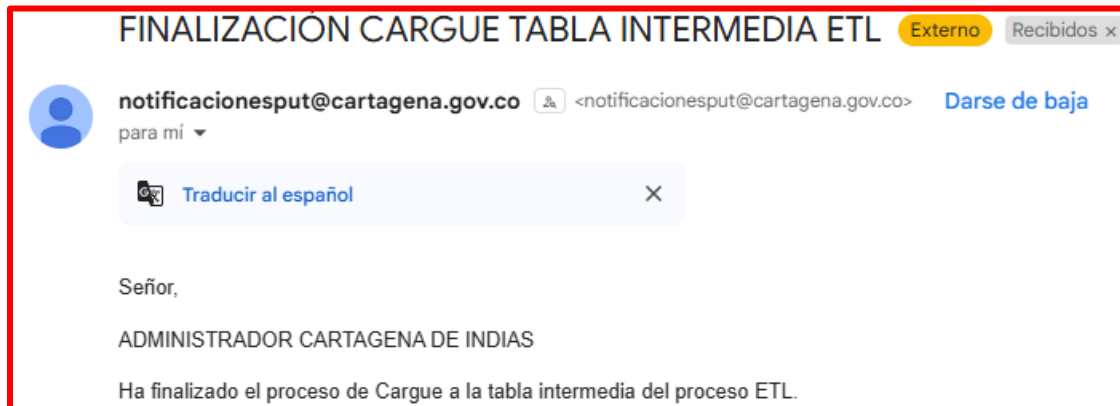 FINALIZACIÓN CARGUE TABLA INTERMEDIA ETL Externo Recibidos x
notificacionesput@cartagena.gov.co <notificacionesput@cartagena.gov.co> Darse de baja
para mí
Traducir al español
Señor,
ADMINISTRADOR CARTAGENA DE INDIAS
Ha finalizado el proceso de Cargue a la tabla intermedia del proceso ETL.